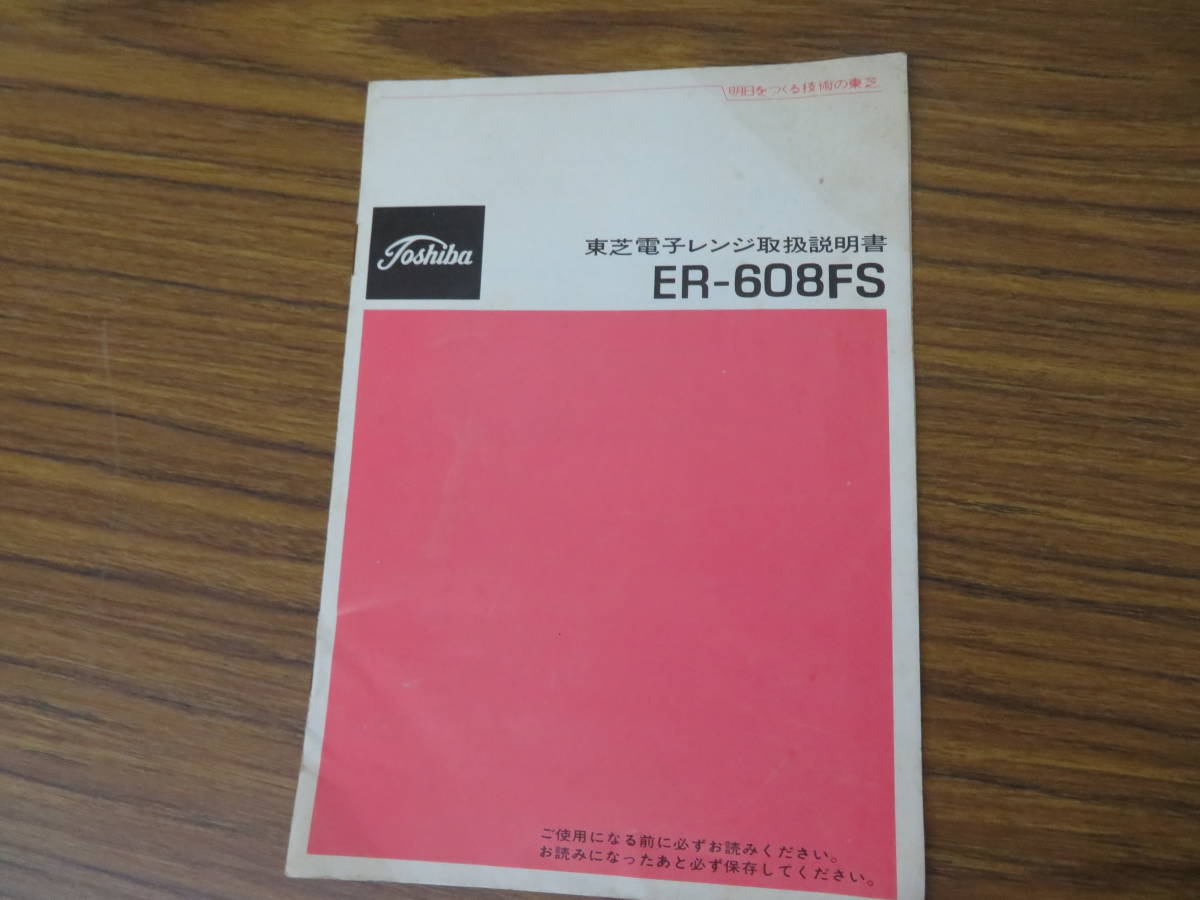 明日をつくる技術の東芝
Toshiba
東芝電子レンジ取扱説明書
ER-608FS
ご使用になる前に必ずお読みください。
お読みになったあと必ず保存してください。